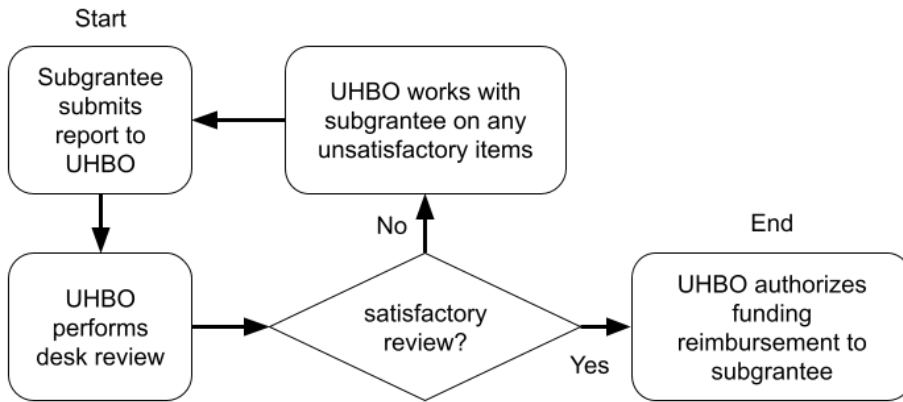 Start
Subgrantee
submits
report to
UHBO
UHBO works with
subgrantee on any
unsatisfactory items
No
End
UHBO
performs
desk review
satisfactory
review?
Yes
UHBO authorizes
funding
reimbursement to
subgrantee